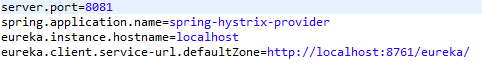 server.port=8081
spring.application.name=spring-hystrix-provider
eureka.instance.hostname=localhost
eureka.client.service-url.defaultZone=http://localhost:8761/eureka/